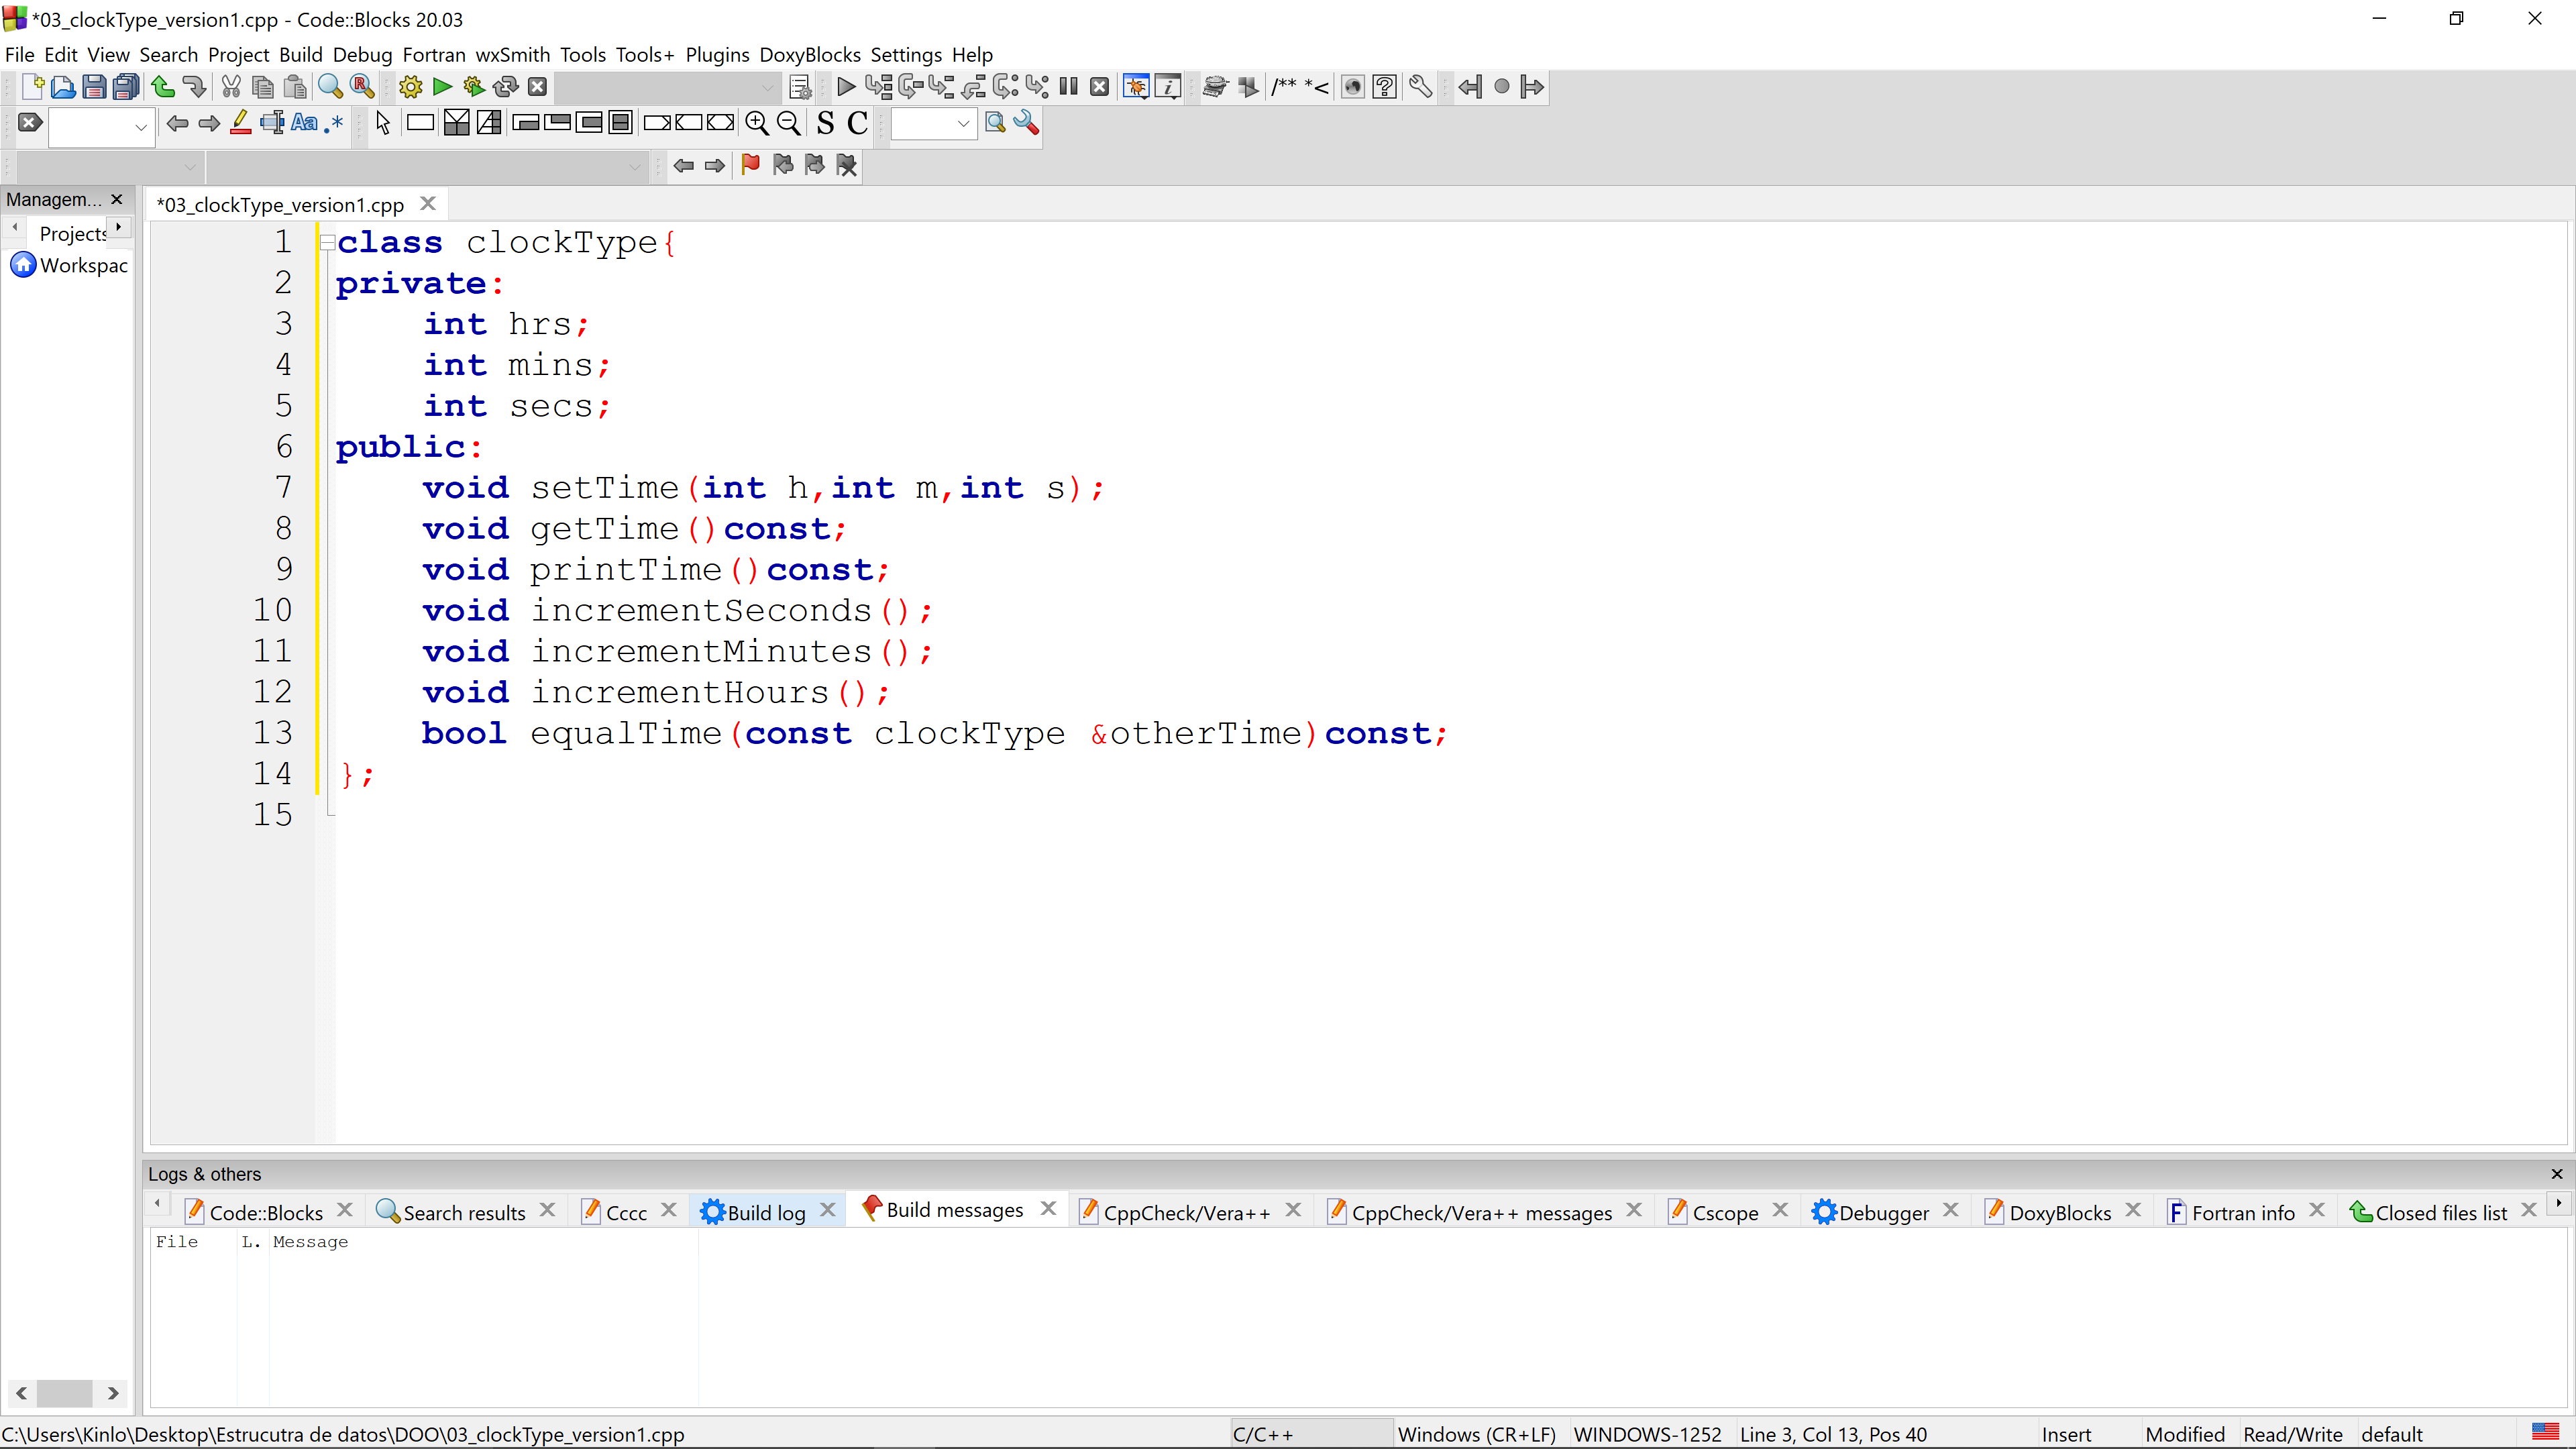 *03_clockType_version1.cpp - Code::Blocks 20.03
File Edit View Search Project Build Debug Fortran wxSmith Tools Tools+ Plugins DoxyBlocks Settings Help
/** *<
Aa .* S C
Managem...
*03_clockType_version1.cpp
Projects
Workspac
1 class clockType{
2 private:
3 int hrs;
4 int mins;
5 int secs;
6 public:
7 void setTime(int h,int m,int s);
8 void getTime()const;
9 void printTime()const;
10 void incrementSeconds();
11 void incrementMinutes();
12 void incrementHours();
13 bool equalTime(const clockType &otherTime)const;
14 };
15
Logs & others
Code::Blocks Search results Cccc Build log Build messages CppCheck/Vera++ CppCheck/Vera++ messages Cscope Debugger DoxyBlocks Fortran info Closed files list
File L. Message
C:\Users\Kinlo\Desktop\Estrucutra de datos\DOO\03_clockType_version1.cpp C/C++ Windows (CR+LF) WINDOWS-1252 Line 3, Col 13, Pos 40 Insert Modified Read/Write default